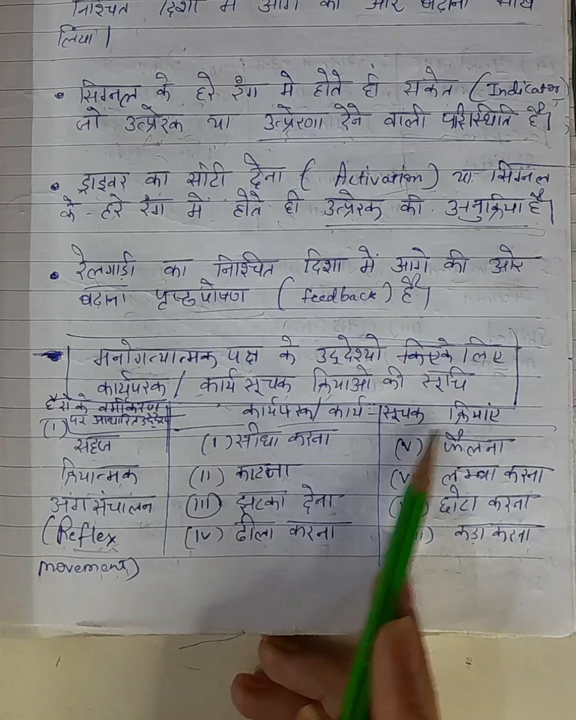 निश्चित दिशा में आगे की ओर बढ़ाना सीख
लिया।
• सिग्नल के हरे रंग मे होते ही संकेत (Indicator)
जो उत्प्रेरक या उत्प्रेरणा देने वाली परिस्थिति है।
• ड्राइवर का सीटी देना (Activation) या सिग्नल
के हरे रंग में होते ही उत्प्रेरक की अनुक्रिया है।
• रेलगाड़ी का निश्चित दिशा में आगे की ओर
बढ़ाना पृष्ठपोषण (feedback) है।
मनोगत्यात्मक पक्ष के उद्देश्यो के लिए
कार्यपरक/ कार्य सूचक क्रियाओ की सूचि
हैरो के वर्गीकरण कार्यपरक/कार्य-सूचक क्रियाएं
(I) पर आधारित उद्देश्य
सहज (I) सीधा करना (V) फैलना
क्रियात्मक (II) काटना लम्बा करना
अंग संचालन (III) झटका देना छोटा करना
(Reflex (IV) ढीला करना कड़ा करना
movement)